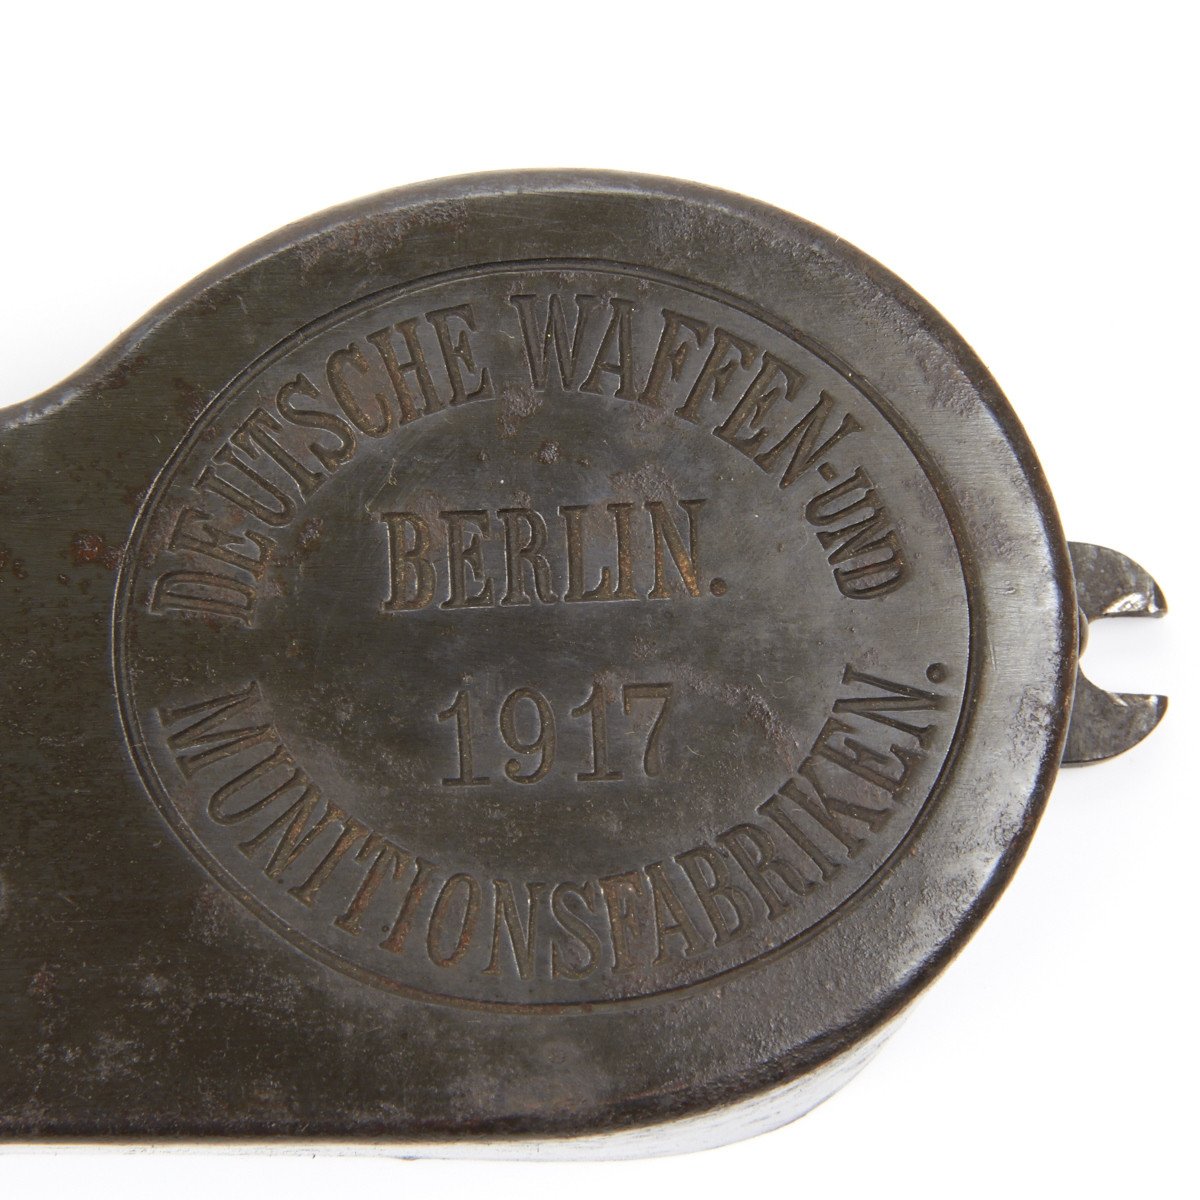 DEUTSCHE WAFFEN-UND
BERLIN.
1917
MUNITIONSFABRIKEN.